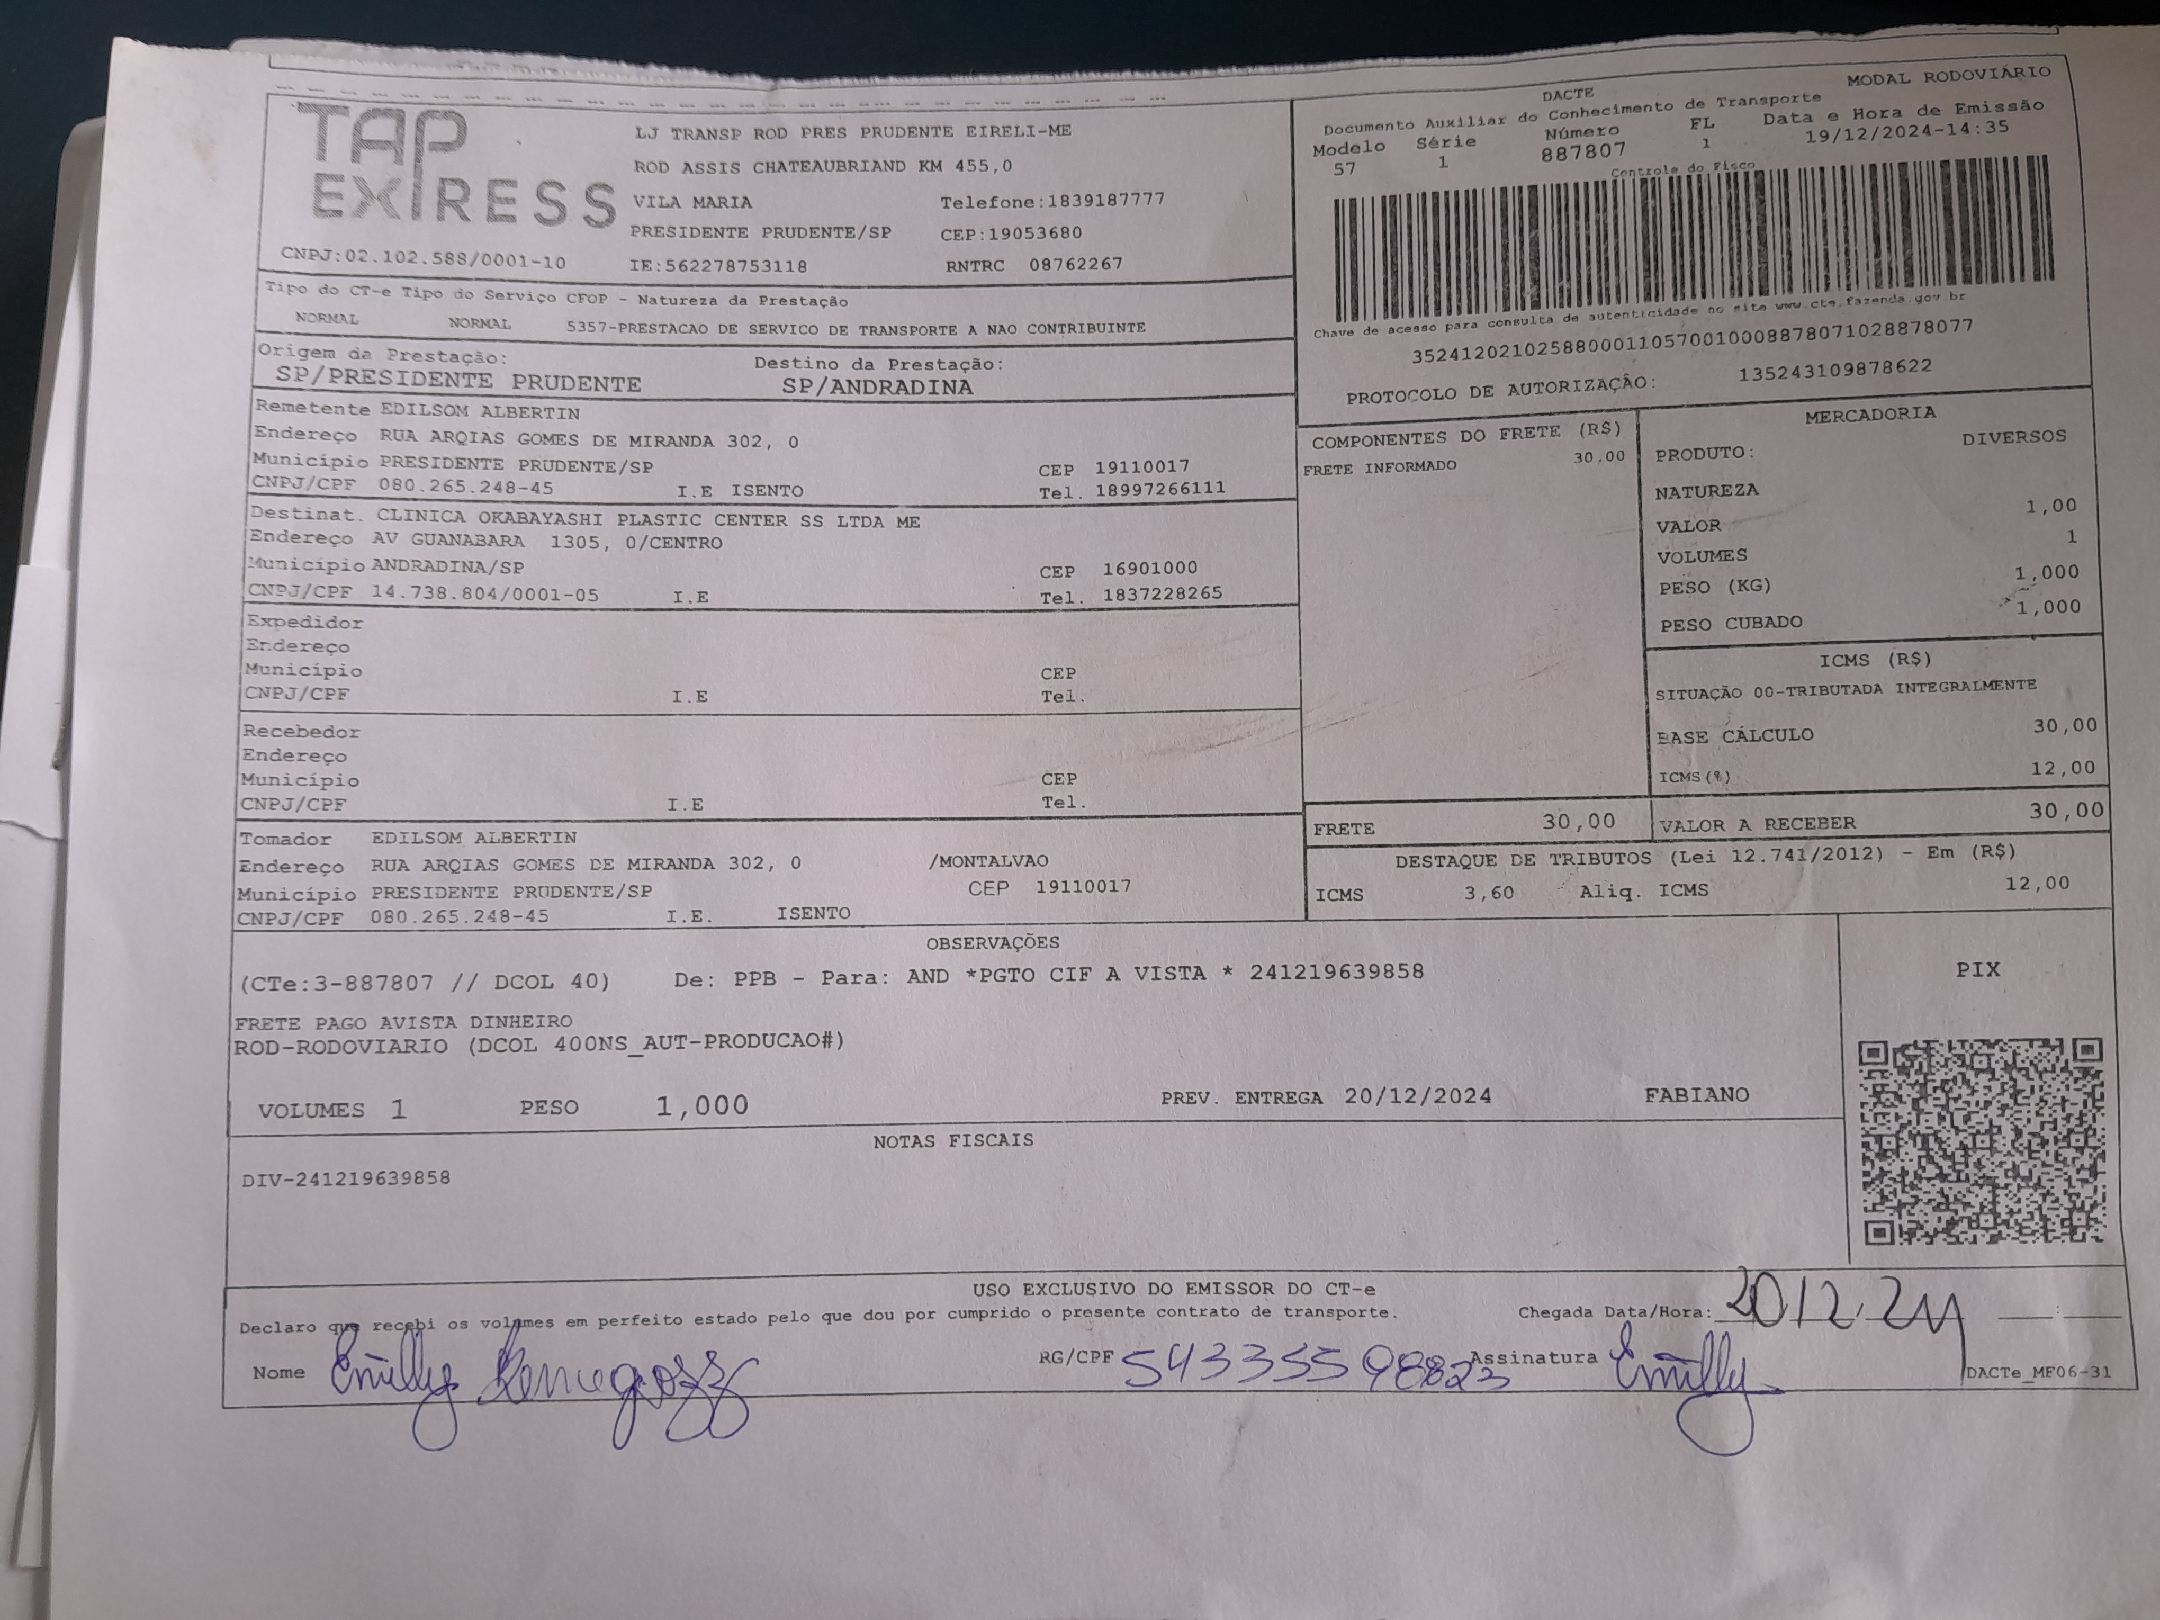 TAP
EXPRESS
LJ TRANSP ROD PRES PRUDENTE EIRELI-ME
ROD ASSIS CHATEAUBRIAND KM 455,0
VILA MARIA Telefone:1839187777
PRESIDENTE PRUDENTE/SP CEP:19053680
CNPJ:02.102.588/0001-10 IE:562278753118 RNTRC 08762267
DACTE MODAL RODOVIÁRIO
Documento Auxiliar do Conhecimento de Transporte
Modelo Série Número FL Data e Hora de Emissão
57 1 887807 1 19/12/2024-14:35
Controle do Fisco
Chave de acesso para consulta de autenticidade no site www.cte.fazenda.gov.br
35241202102588000110570010008878071028878077
PROTOCOLO DE AUTORIZAÇÃO: 135243109878622
Tipo do CT-e Tipo do Serviço CFOP - Natureza da Prestação
NORMAL NORMAL 5357-PRESTACAO DE SERVICO DE TRANSPORTE A NAO CONTRIBUINTE
Origem da Prestação: Destino da Prestação:
SP/PRESIDENTE PRUDENTE SP/ANDRADINA
Remetente EDILSOM ALBERTIN
Endereço RUA ARQIAS GOMES DE MIRANDA 302, 0
Município PRESIDENTE PRUDENTE/SP CEP 19110017
CNPJ/CPF 080.265.248-45 I.E ISENTO Tel. 18997266111
Destinat. CLINICA OKABAYASHI PLASTIC CENTER SS LTDA ME
Endereço AV GUANABARA 1305, 0/CENTRO
Município ANDRADINA/SP CEP 16901000
CNPJ/CPF 14.738.804/0001-05 I.E Tel. 1837228265
Expedidor
Endereço
Município CEP
CNPJ/CPF I.E Tel.
Recebedor
Endereço
Município CEP
CNPJ/CPF I.E Tel.
Tomador EDILSOM ALBERTIN
Endereço RUA ARQIAS GOMES DE MIRANDA 302, 0 /MONTALVAO
Município PRESIDENTE PRUDENTE/SP CEP 19110017
CNPJ/CPF 080.265.248-45 I.E. ISENTO
COMPONENTES DO FRETE (R$)
FRETE INFORMADO 30,00
MERCADORIA
PRODUTO: DIVERSOS
NATUREZA
VALOR 1,00
VOLUMES 1
PESO (KG) 1,000
PESO CUBADO 1,000
ICMS (R$)
SITUAÇÃO 00-TRIBUTADA INTEGRALMENTE
BASE CÁLCULO 30,00
ICMS(%) 12,00
FRETE 30,00 VALOR A RECEBER 30,00
DESTAQUE DE TRIBUTOS (Lei 12.741/2012) - Em (R$)
ICMS 3,60 Aliq. ICMS 12,00
OBSERVAÇÕES
(CTe:3-887807 // DCOL 40) De: PPB - Para: AND *PGTO CIF A VISTA * 241219639858
FRETE PAGO AVISTA DINHEIRO
ROD-RODOVIARIO (DCOL 400NS_AUT-PRODUCAO#)
VOLUMES 1 PESO 1,000 PREV. ENTREGA 20/12/2024 FABIANO
PIX
NOTAS FISCAIS
DIV-241219639858
USO EXCLUSIVO DO EMISSOR DO CT-e
Declaro que recebi os volumes em perfeito estado pelo que dou por cumprido o presente contrato de transporte. Chegada Data/Hora: 20/12/24
Nome Emilly RG/CPF 54335598823 Assinatura Emilly
DACTe_MF06-31